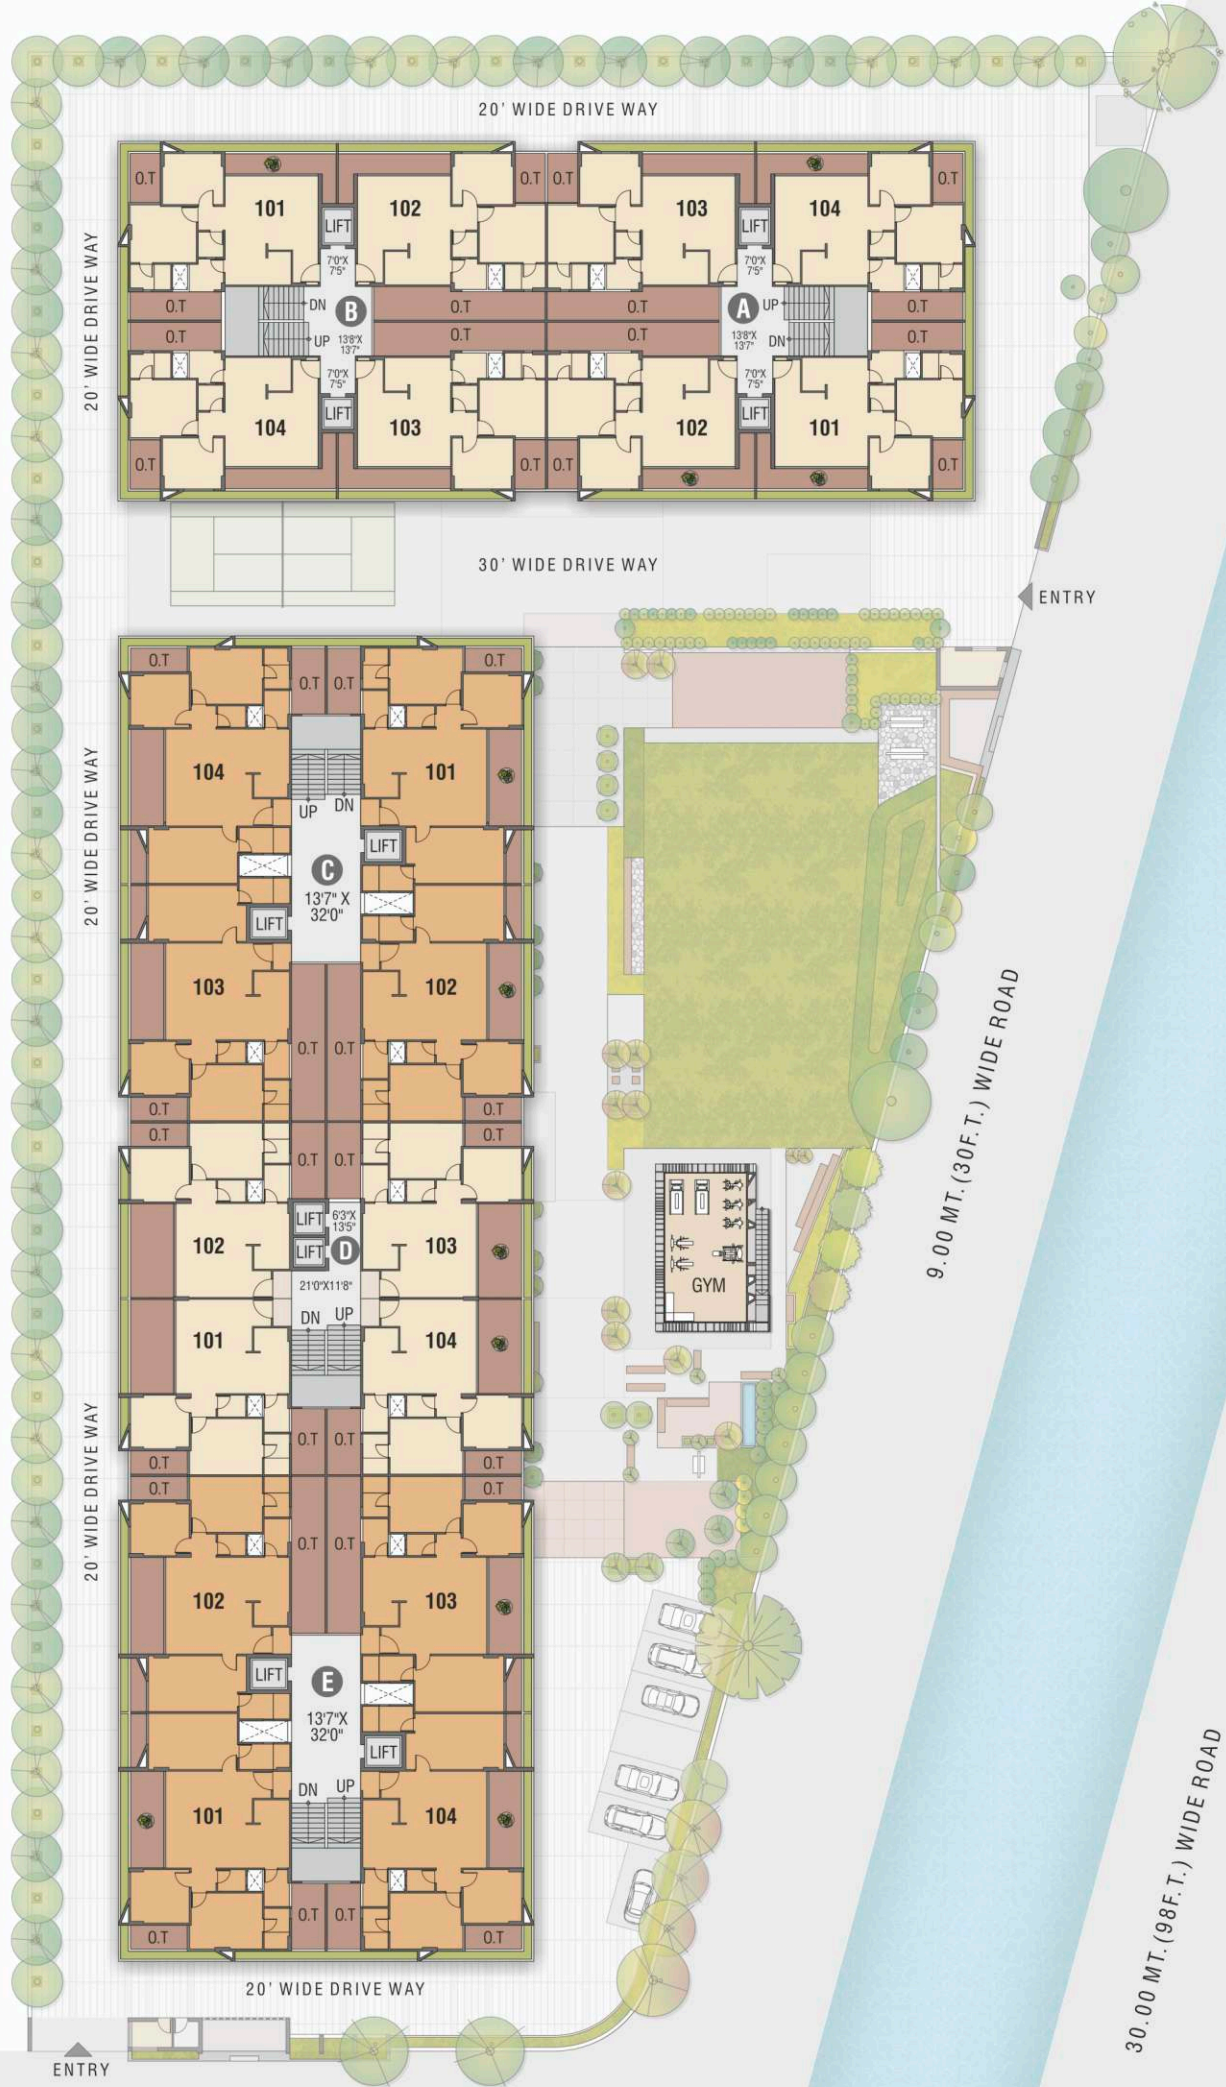 20' WIDE DRIVE WAY
O.T
O.T
O.T
O.T
101
102
103
104
LIFT
LIFT
7'0"X
7'5"
7'0"X
7'5"
20' WIDE DRIVE WAY
O.T
DN
B
O.T
O.T
A
UP
O.T
O.T
UP
13'8"X
13'7"
O.T
O.T
13'8"X
13'7"
DN
O.T
7'0"X
7'5"
7'0"X
7'5"
LIFT
LIFT
104
103
102
101
O.T
O.T
O.T
O.T
30' WIDE DRIVE WAY
ENTRY
O.T
O.T
O.T
O.T
104
101
UP
DN
20' WIDE DRIVE WAY
LIFT
C
13'7" X
32'0"
LIFT
103
102
O.T
O.T
O.T
O.T
O.T
O.T
O.T
O.T
LIFT
6'3"X
13'5"
102
LIFT
D
103
21'0"X11'8"
DN
UP
101
104
GYM
9.00 MT. (30F.T.) WIDE ROAD
O.T
O.T
O.T
O.T
O.T
O.T
20' WIDE DRIVE WAY
O.T
O.T
102
103
LIFT
E
13'7"X
32'0"
LIFT
DN
UP
101
104
O.T
O.T
O.T
O.T
20' WIDE DRIVE WAY
30.00 MT. (98F.T.) WIDE ROAD
ENTRY